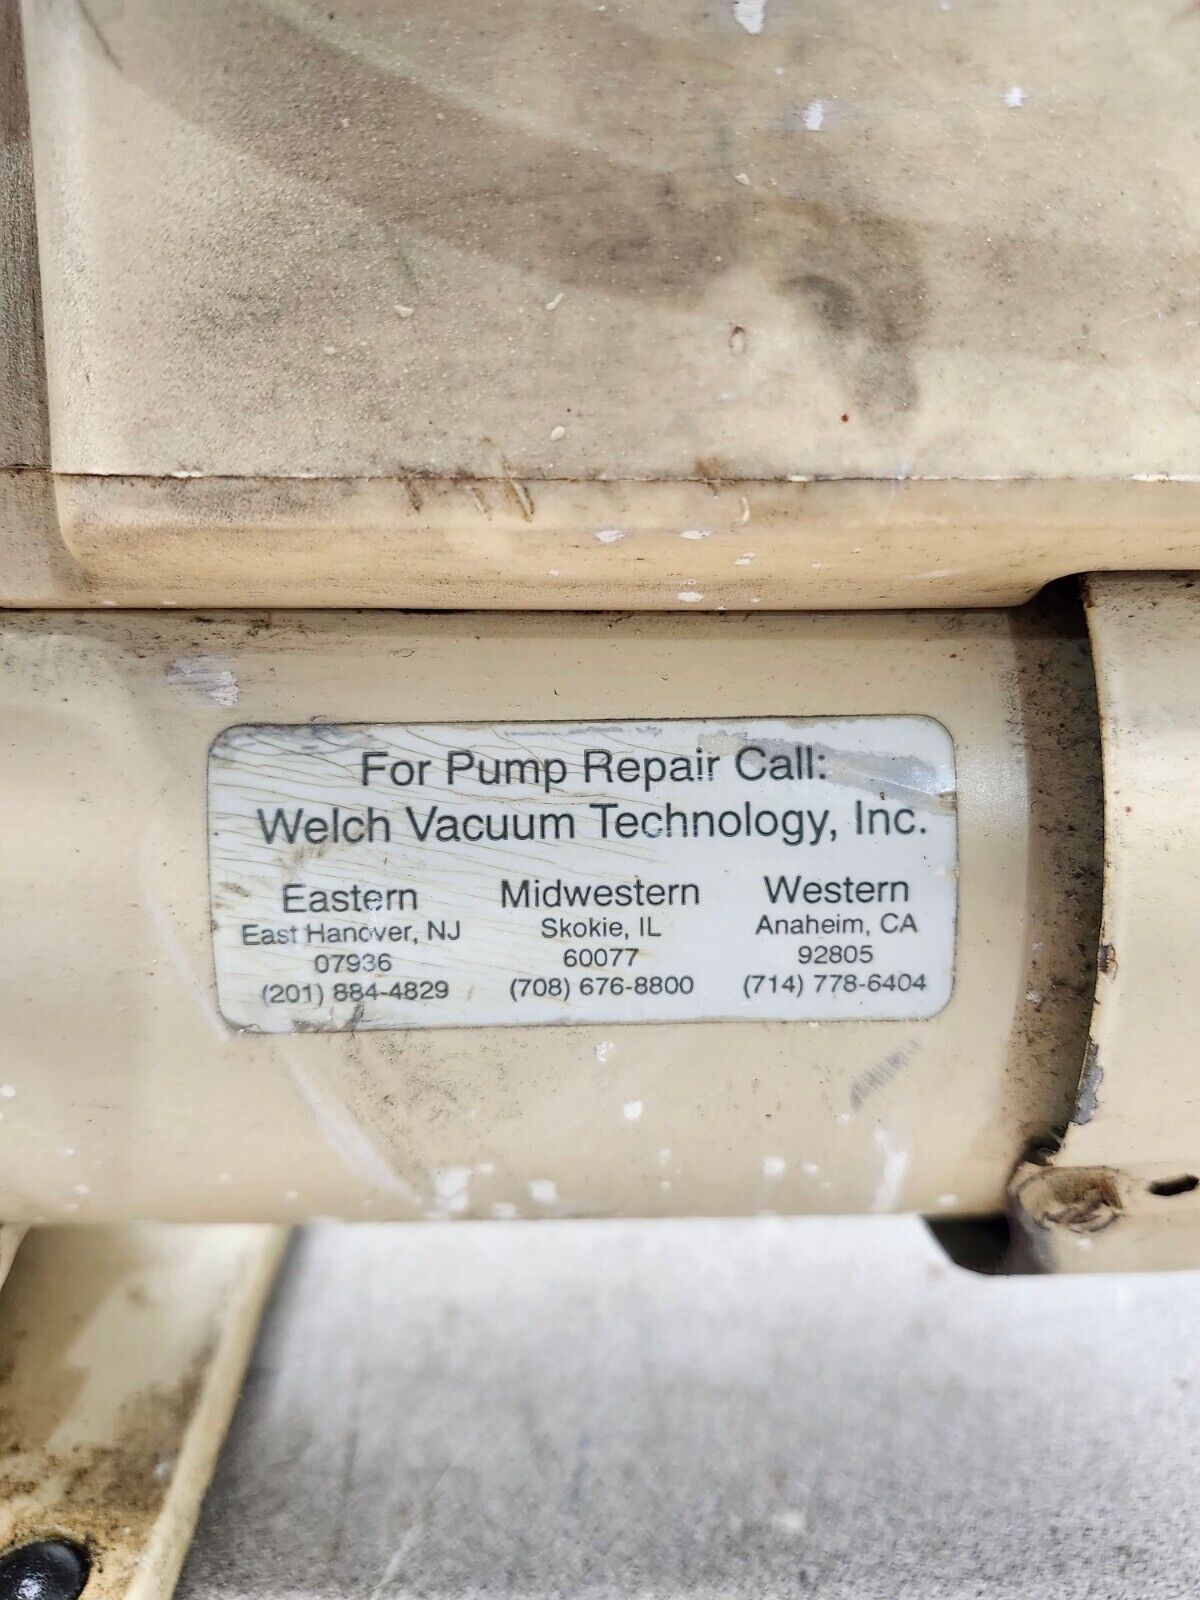 For Pump Repair Call:
Welch Vacuum Technology, Inc.
Eastern
East Hanover, NJ
07936
(201) 884-4829
Midwestern
Skokie, IL
60077
(708) 676-8800
Western
Anaheim, CA
92805
(714) 778-6404